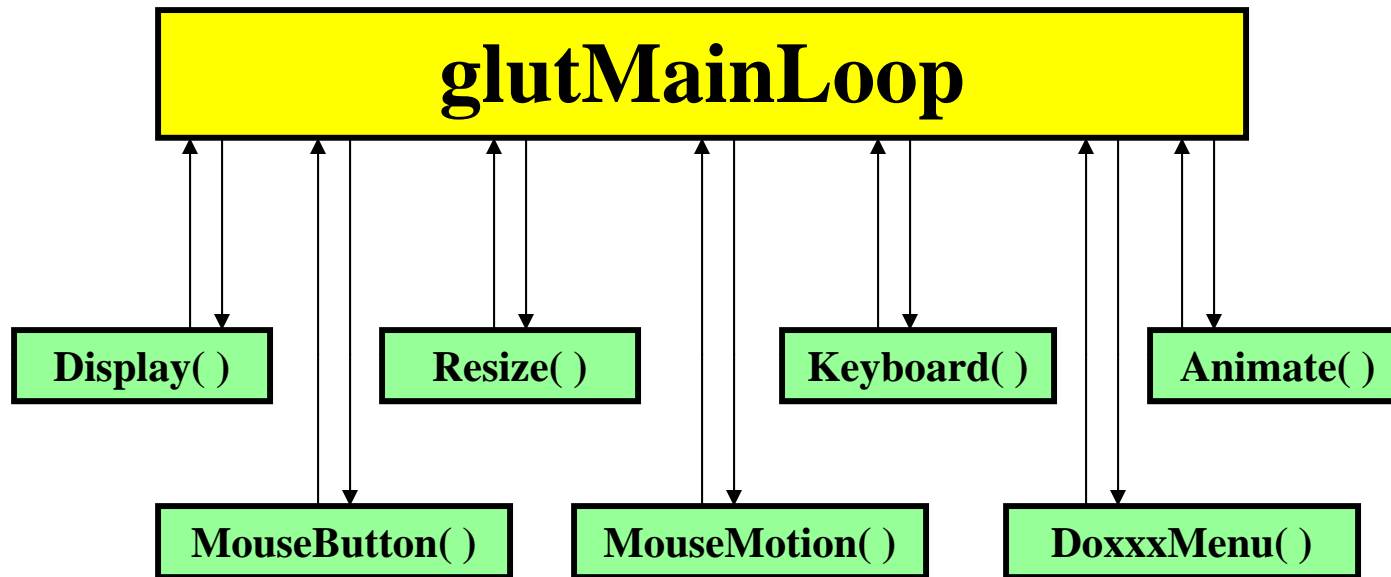 glutMainLoop
Display( )
Resize( )
Keyboard( )
Animate( )
MouseButton( )
MouseMotion( )
DoxxxMenu( )